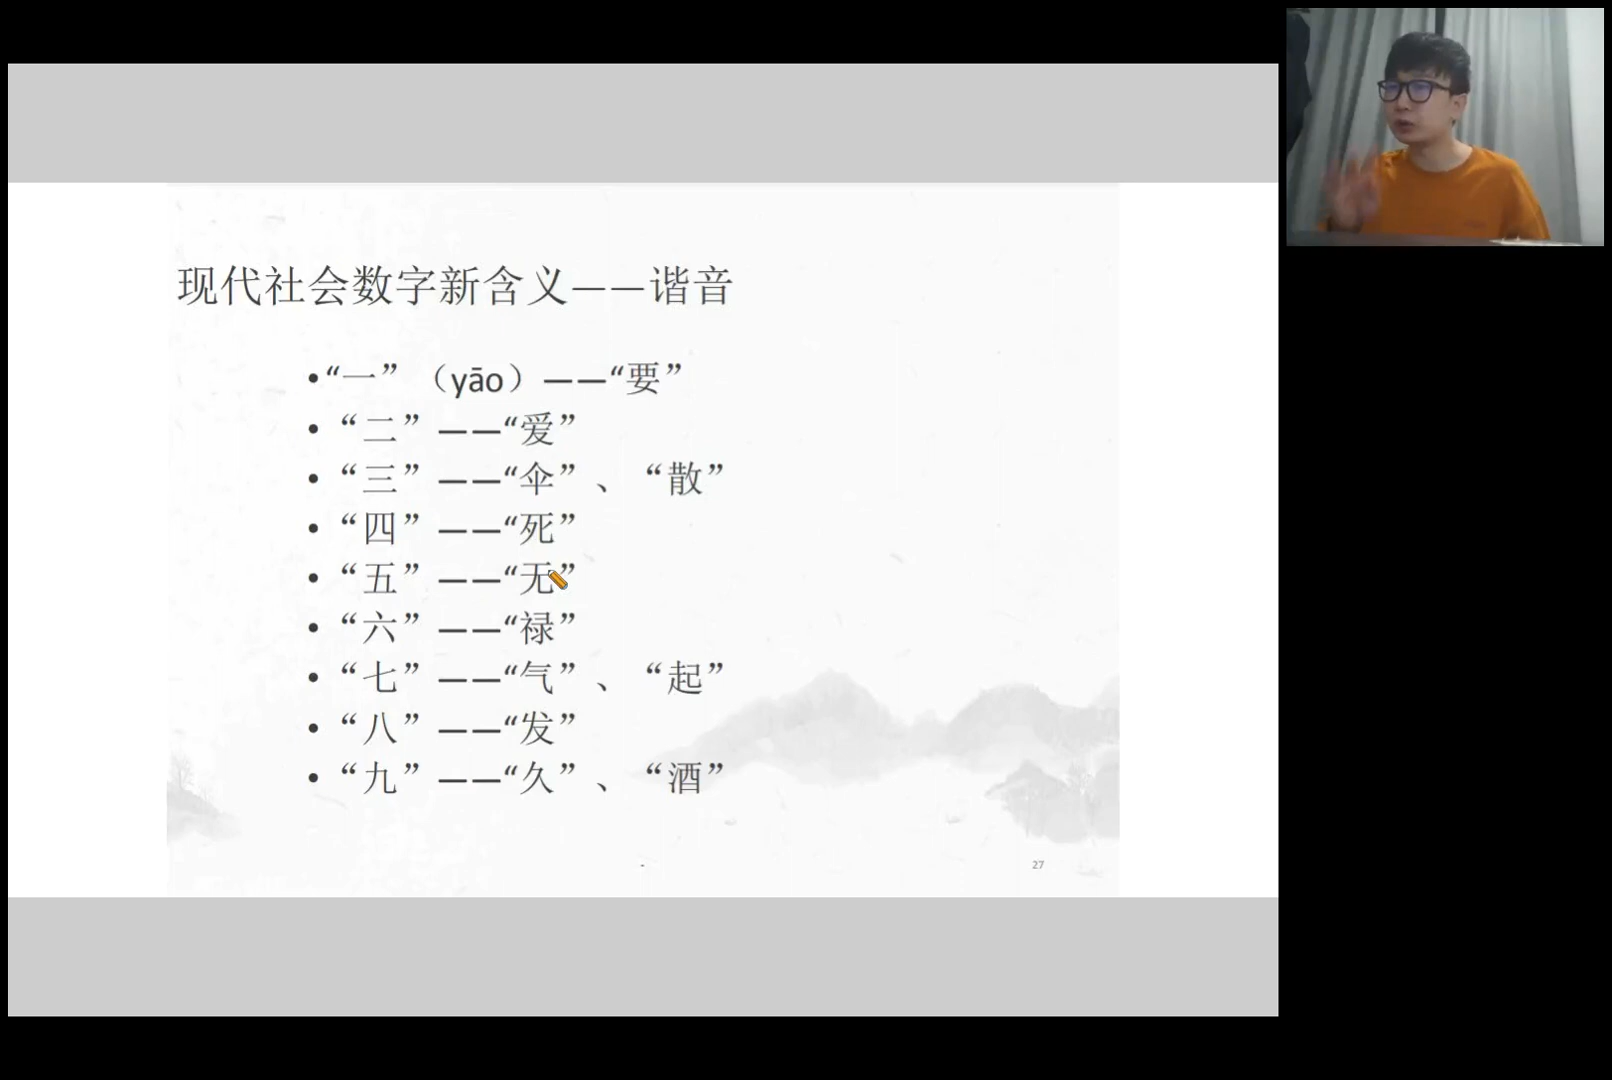 现代社会数字新含义——谐音
•“一”（yāo）——“要”
•“二”——“爱”
•“三”——“伞”、“散”
•“四”——“死”
•“五”——“无”
•“六”——“禄”
•“七”——“气”、“起”
•“八”——“发”
•“九”——“久”、“酒”
27